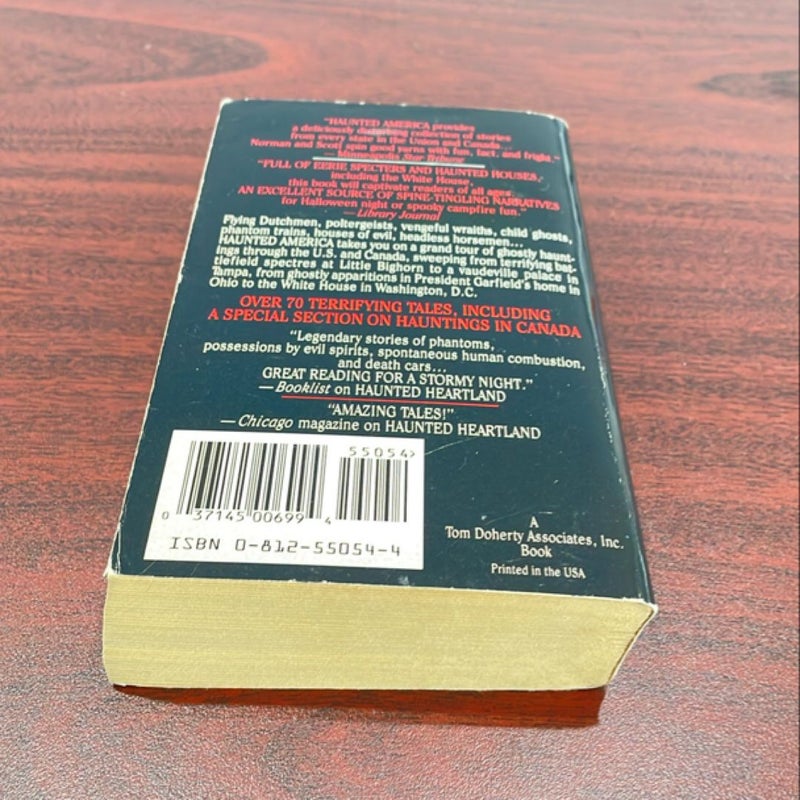 "HAUNTED AMERICA provides
a deliciously disturbing collection of stories
from every state in the Union and Canada...
Norman and Scott spin good yarns with fun, fact, and fright."
— Minneapolis Star Tribune
"FULL OF EERIE SPECTERS AND HAUNTED HOUSES,
including the White House,
this book will captivate readers of all ages.
AN EXCELLENT SOURCE OF SPINE-TINGLING NARRATIVES
for Halloween night or spooky campfire fun."
—Library Journal
Flying Dutchmen, poltergeists, vengeful wraiths, child ghosts,
phantom trains, houses of evil, headless horsemen...
HAUNTED AMERICA takes you on a grand tour of ghostly haunt-
ings through the U.S. and Canada, sweeping from terrifying bat-
tlefield spectres at Little Bighorn to a vaudeville palace in
Tampa, from ghostly apparitions in President Garfield's home in
Ohio to the White House in Washington, D.C.
OVER 70 TERRIFYING TALES, INCLUDING
A SPECIAL SECTION ON HAUNTINGS IN CANADA
"Legendary stories of phantoms,
possessions by evil spirits, spontaneous human combustion,
and death cars...
GREAT READING FOR A STORMY NIGHT."
—Booklist on HAUNTED HEARTLAND
"AMAZING TALES!"
—Chicago magazine on HAUNTED HEARTLAND
55054>
0 37145 00699 4
ISBN 0-812-55054-4
A
Tom Doherty Associates, Inc.
Book
Printed in the USA